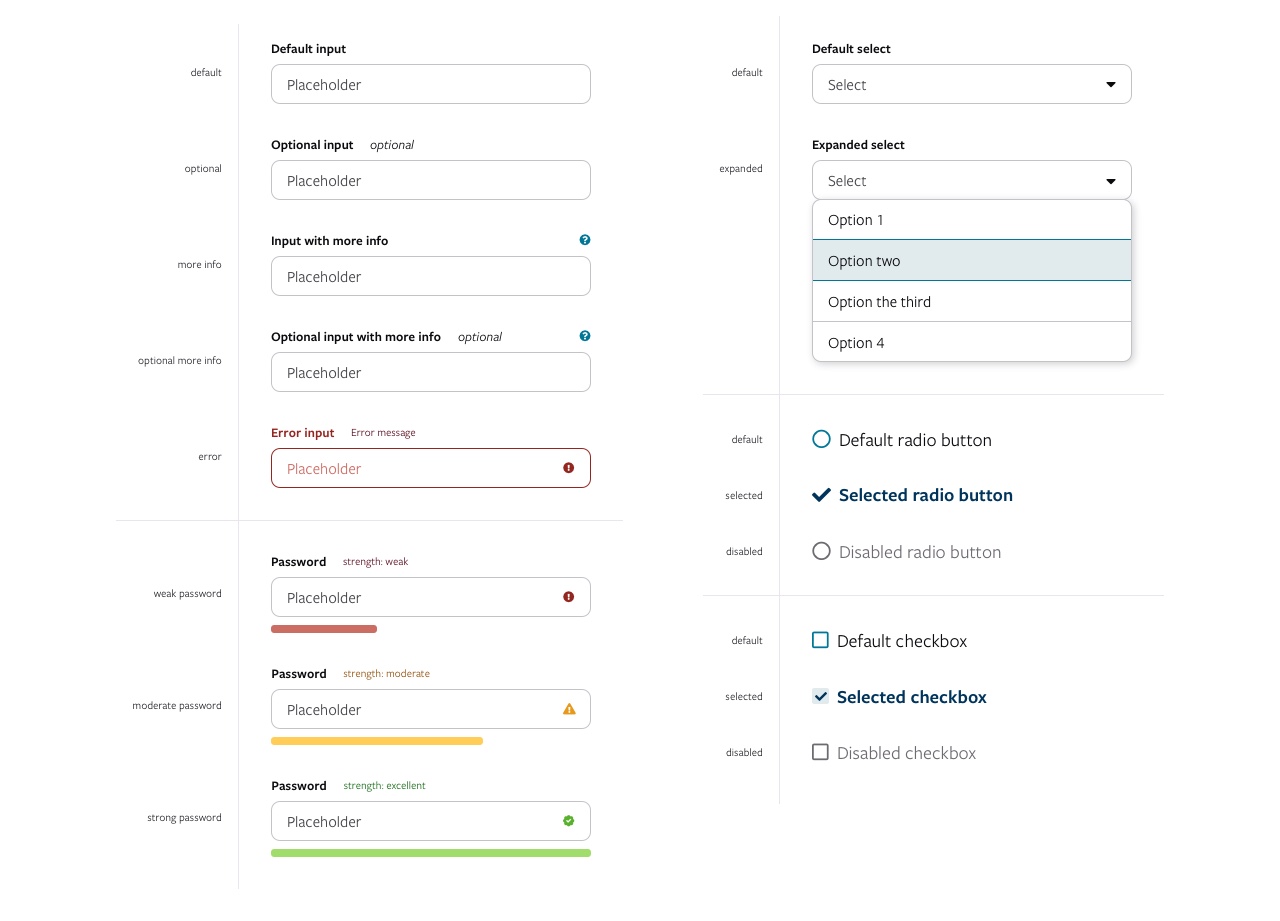 Default input
default
Placeholder
Optional input optional
optional
Placeholder
Input with more info
more info
Placeholder
Optional input with more info optional
optional more info
Placeholder
Error input Error message
error
Placeholder
Password strength: weak
weak password
Placeholder
Password strength: moderate
moderate password
Placeholder
Password strength: excellent
strong password
Placeholder
Default select
default
Select
Expanded select
expanded
Select
Option 1
Option two
Option the third
Option 4
default
Default radio button
selected
Selected radio button
disabled
Disabled radio button
default
Default checkbox
selected
Selected checkbox
disabled
Disabled checkbox